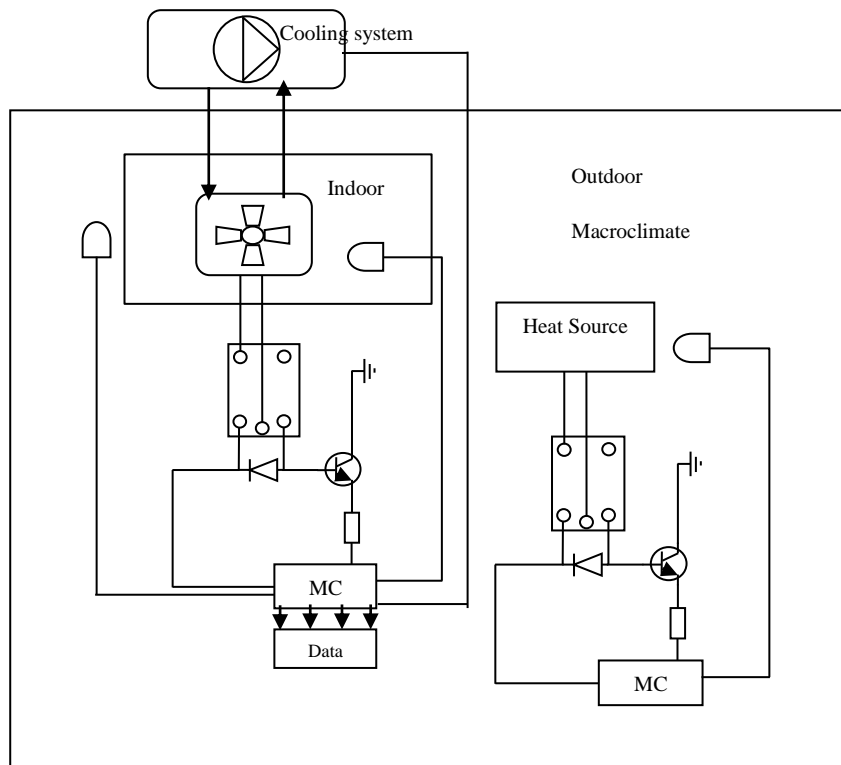 Cooling system
Indoor
Outdoor
Macroclimate
Heat Source
MC
Data
MC